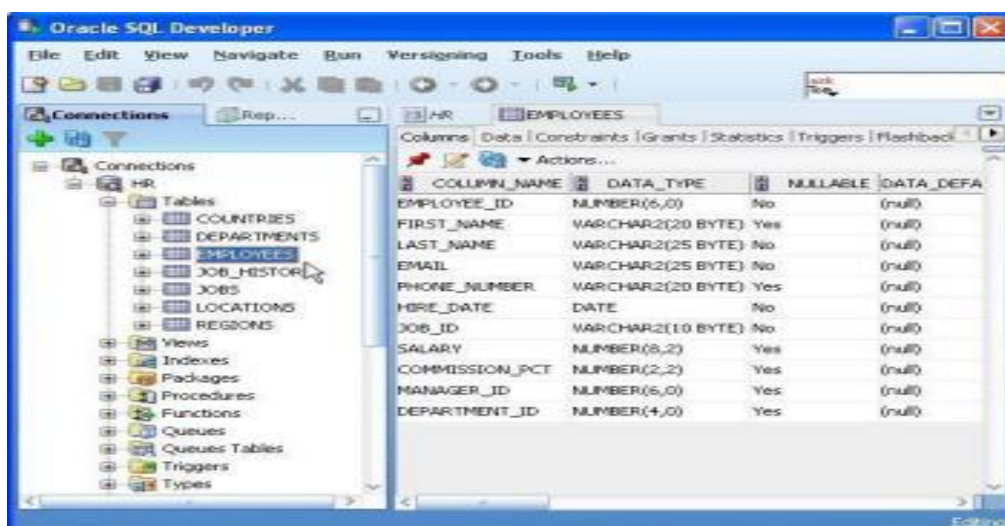 Oracle SQL Developer
File Edit View Navigate Run Versioning Tools Help
Connections
Rep...
HR
EMPLOYEES
Columns Data Constraints Grants Statistics Triggers Flashback
Actions...
COLUMN_NAME DATA_TYPE NULLABLE DATA_DEFA
EMPLOYEE_ID NUMBER(6,0) No (null)
FIRST_NAME VARCHAR2(20 BYTE) Yes (null)
LAST_NAME VARCHAR2(25 BYTE) No (null)
EMAIL VARCHAR2(25 BYTE) No (null)
PHONE_NUMBER VARCHAR2(20 BYTE) Yes (null)
HIRE_DATE DATE No (null)
JOB_ID VARCHAR2(10 BYTE) No (null)
SALARY NUMBER(8,2) Yes (null)
COMMISSION_PCT NUMBER(2,2) Yes (null)
MANAGER_ID NUMBER(6,0) Yes (null)
DEPARTMENT_ID NUMBER(4,0) Yes (null)
Connections
HR
Tables
COUNTRIES
DEPARTMENTS
EMPLOYEES
JOB_HISTOR
JOBS
LOCATIONS
REGIONS
Views
Indexes
Packages
Procedures
Functions
Queues
Queues Tables
Triggers
Types